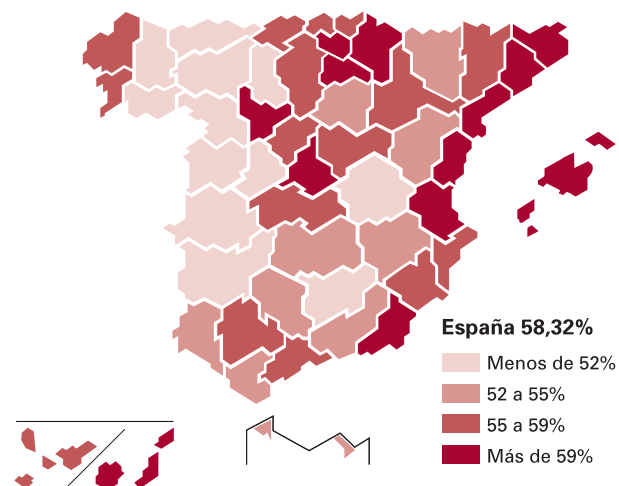 España 58,32%
Menos de 52%
52 a 55%
55 a 59%
Más de 59%